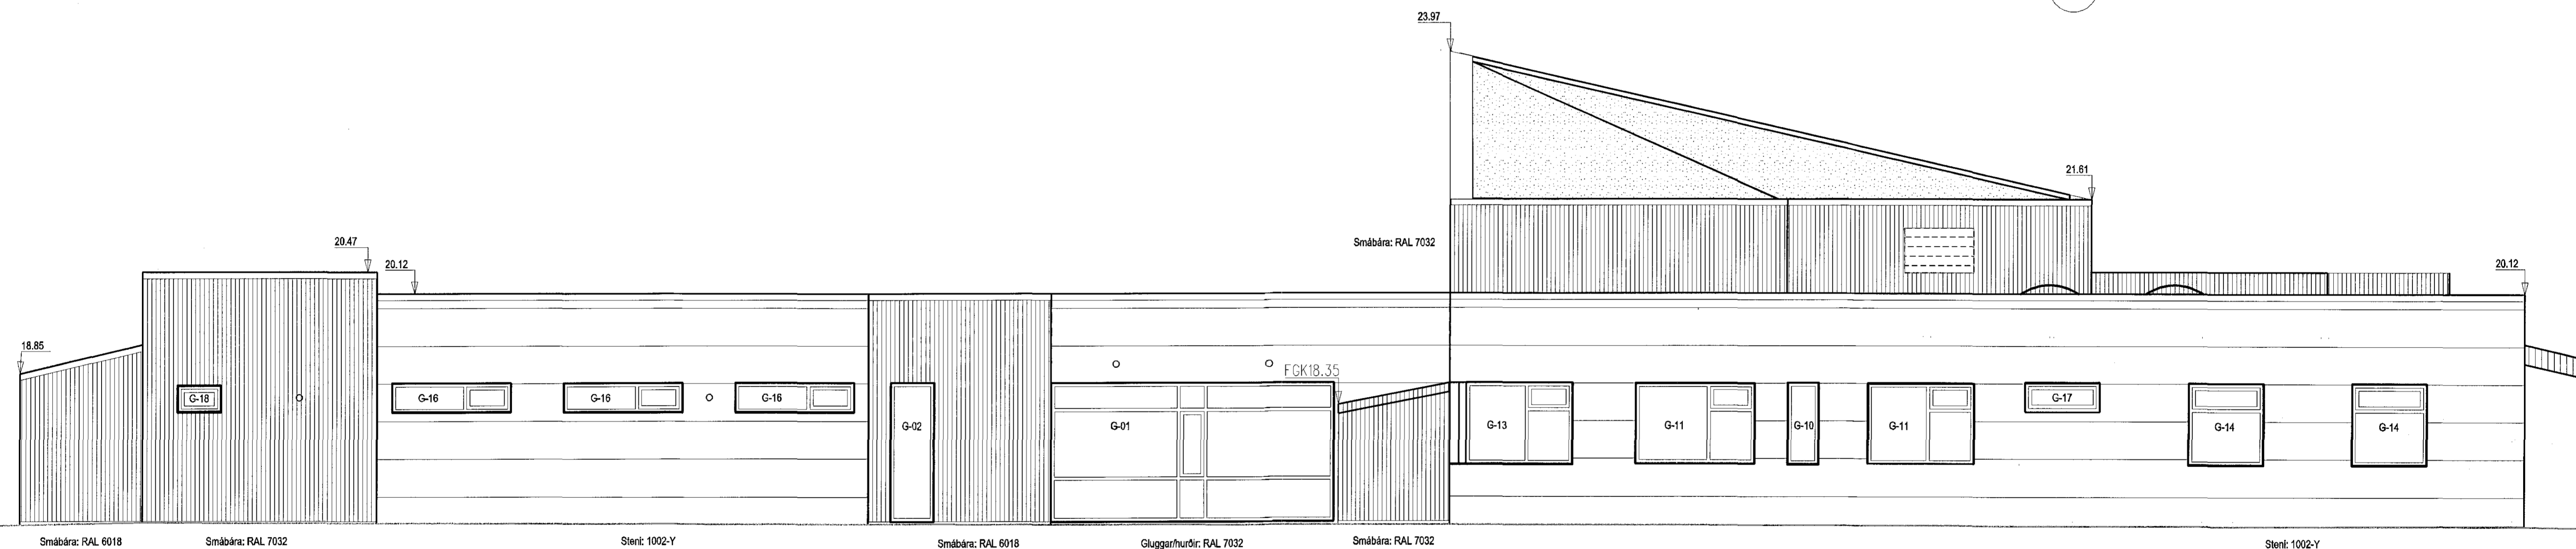 23.97
21.61
Smábára: RAL 7032
20.47
20.12
20.12
18.85
FGK18.35
G-18
G-16
G-16
G-16
G-02
G-01
G-13
G-11
G-10
G-11
G-17
G-14
G-14
Smábára: RAL 6018
Smábára: RAL 7032
Steni: 1002-Y
Smábára: RAL 6018
Gluggar/hurðir: RAL 7032
Smábára: RAL 7032
Steni: 1002-Y